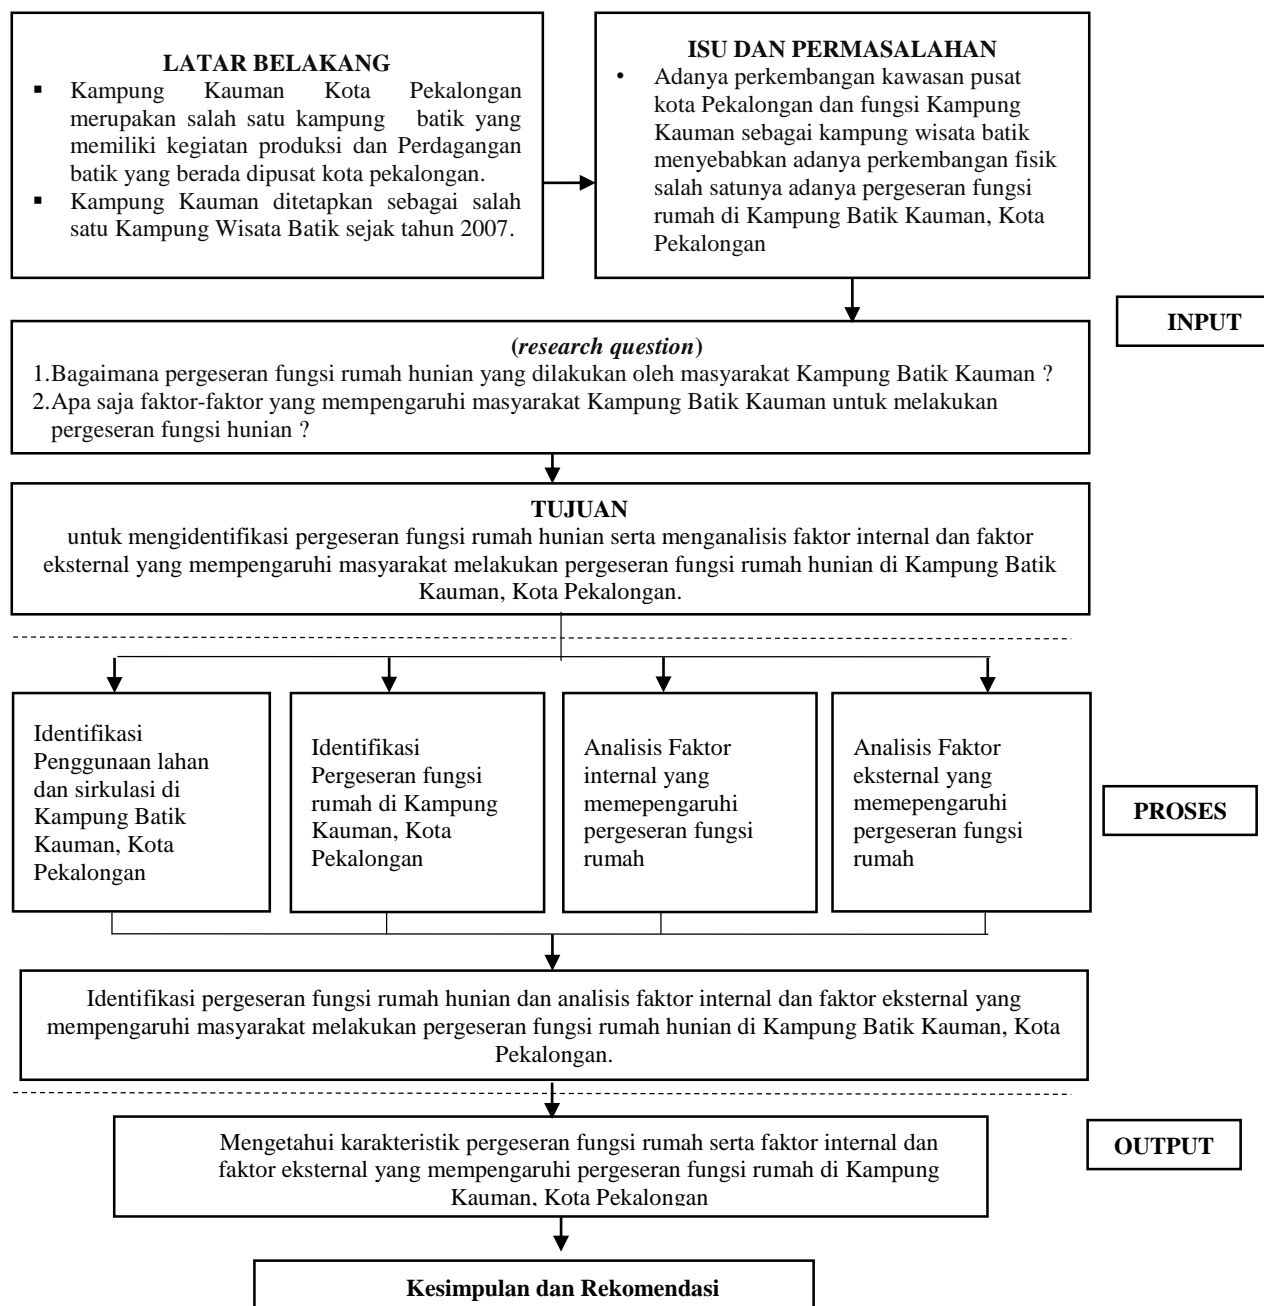 LATAR BELAKANG
▪ Kampung Kauman Kota Pekalongan
merupakan salah satu kampung batik yang
memiliki kegiatan produksi dan Perdagangan
batik yang berada dipusat kota pekalongan.
▪ Kampung Kauman ditetapkan sebagai salah
satu Kampung Wisata Batik sejak tahun 2007.
ISU DAN PERMASALAHAN
• Adanya perkembangan kawasan pusat
kota Pekalongan dan fungsi Kampung
Kauman sebagai kampung wisata batik
menyebabkan adanya perkembangan fisik
salah satunya adanya pergeseran fungsi
rumah di Kampung Batik Kauman, Kota
Pekalongan
INPUT
(research question)
1.Bagaimana pergeseran fungsi rumah hunian yang dilakukan oleh masyarakat Kampung Batik Kauman ?
2.Apa saja faktor-faktor yang mempengaruhi masyarakat Kampung Batik Kauman untuk melakukan
pergeseran fungsi hunian ?
TUJUAN
untuk mengidentifikasi pergeseran fungsi rumah hunian serta menganalisis faktor internal dan faktor
eksternal yang mempengaruhi masyarakat melakukan pergeseran fungsi rumah hunian di Kampung Batik
Kauman, Kota Pekalongan.
Identifikasi
Penggunaan lahan
dan sirkulasi di
Kampung Batik
Kauman, Kota
Pekalongan
Identifikasi
Pergeseran fungsi
rumah di Kampung
Kauman, Kota
Pekalongan
Analisis Faktor
internal yang
memepengaruhi
pergeseran fungsi
rumah
Analisis Faktor
eksternal yang
memepengaruhi
pergeseran fungsi
rumah
PROSES
Identifikasi pergeseran fungsi rumah hunian dan analisis faktor internal dan faktor eksternal yang
mempengaruhi masyarakat melakukan pergeseran fungsi rumah hunian di Kampung Batik Kauman, Kota
Pekalongan.
Mengetahui karakteristik pergeseran fungsi rumah serta faktor internal dan
faktor eksternal yang mempengaruhi pergeseran fungsi rumah di Kampung
Kauman, Kota Pekalongan
OUTPUT
Kesimpulan dan Rekomendasi